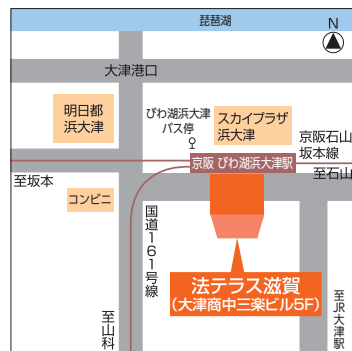 琵琶湖
N
大津港口
明日都
浜大津
びわ湖浜大津
バス停
スカイプラザ
浜大津
京阪石山
坂本線
京阪 びわ湖浜大津駅
至坂本
至石山
コンビニ
国道161号線
法テラス滋賀
(大津商中三楽ビル5F)
至山科
至JR大津駅